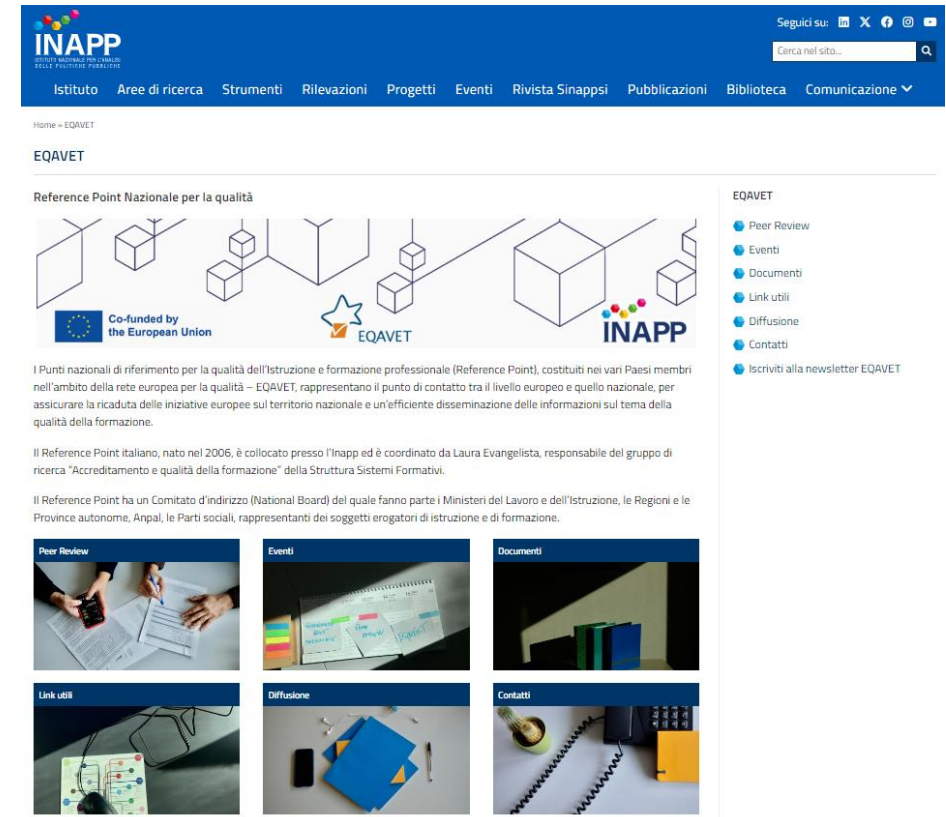 Seguici su:
INAPP
ISTITUTO NAZIONALE PER L'ANALISI
DELLE POLITICHE PUBBLICHE
Cerca nel sito...
Istituto Aree di ricerca Strumenti Rilevazioni Progetti Eventi Rivista Sinappsi Pubblicazioni Biblioteca Comunicazione
Home » EQAVET
EQAVET
Reference Point Nazionale per la qualità
Co-funded by
the European Union
EQAVET
INAPP
I Punti nazionali di riferimento per la qualità dell'Istruzione e formazione professionale (Reference Point), costituiti nei vari Paesi membri
nell'ambito della rete europea per la qualità – EQAVET, rappresentano il punto di contatto tra il livello europeo e quello nazionale, per
assicurare la ricaduta delle iniziative europee sul territorio nazionale e un'efficiente disseminazione delle informazioni sul tema della
qualità della formazione.
Il Reference Point italiano, nato nel 2006, è collocato presso l'Inapp ed è coordinato da Laura Evangelista, responsabile del gruppo di
ricerca "Accreditamento e qualità della formazione" della Struttura Sistemi Formativi.
Il Reference Point ha un Comitato d'indirizzo (National Board) del quale fanno parte i Ministeri del Lavoro e dell'Istruzione, le Regioni e le
Province autonome, Anpal, le Parti sociali, rappresentanti dei soggetti erogatori di istruzione e di formazione.
Peer Review
Eventi
EQAVET
Documenti
Link utili
Diffusione
Contatti
EQAVET
Peer Review
Eventi
Documenti
Link utili
Diffusione
Contatti
Iscriviti alla newsletter EQAVET